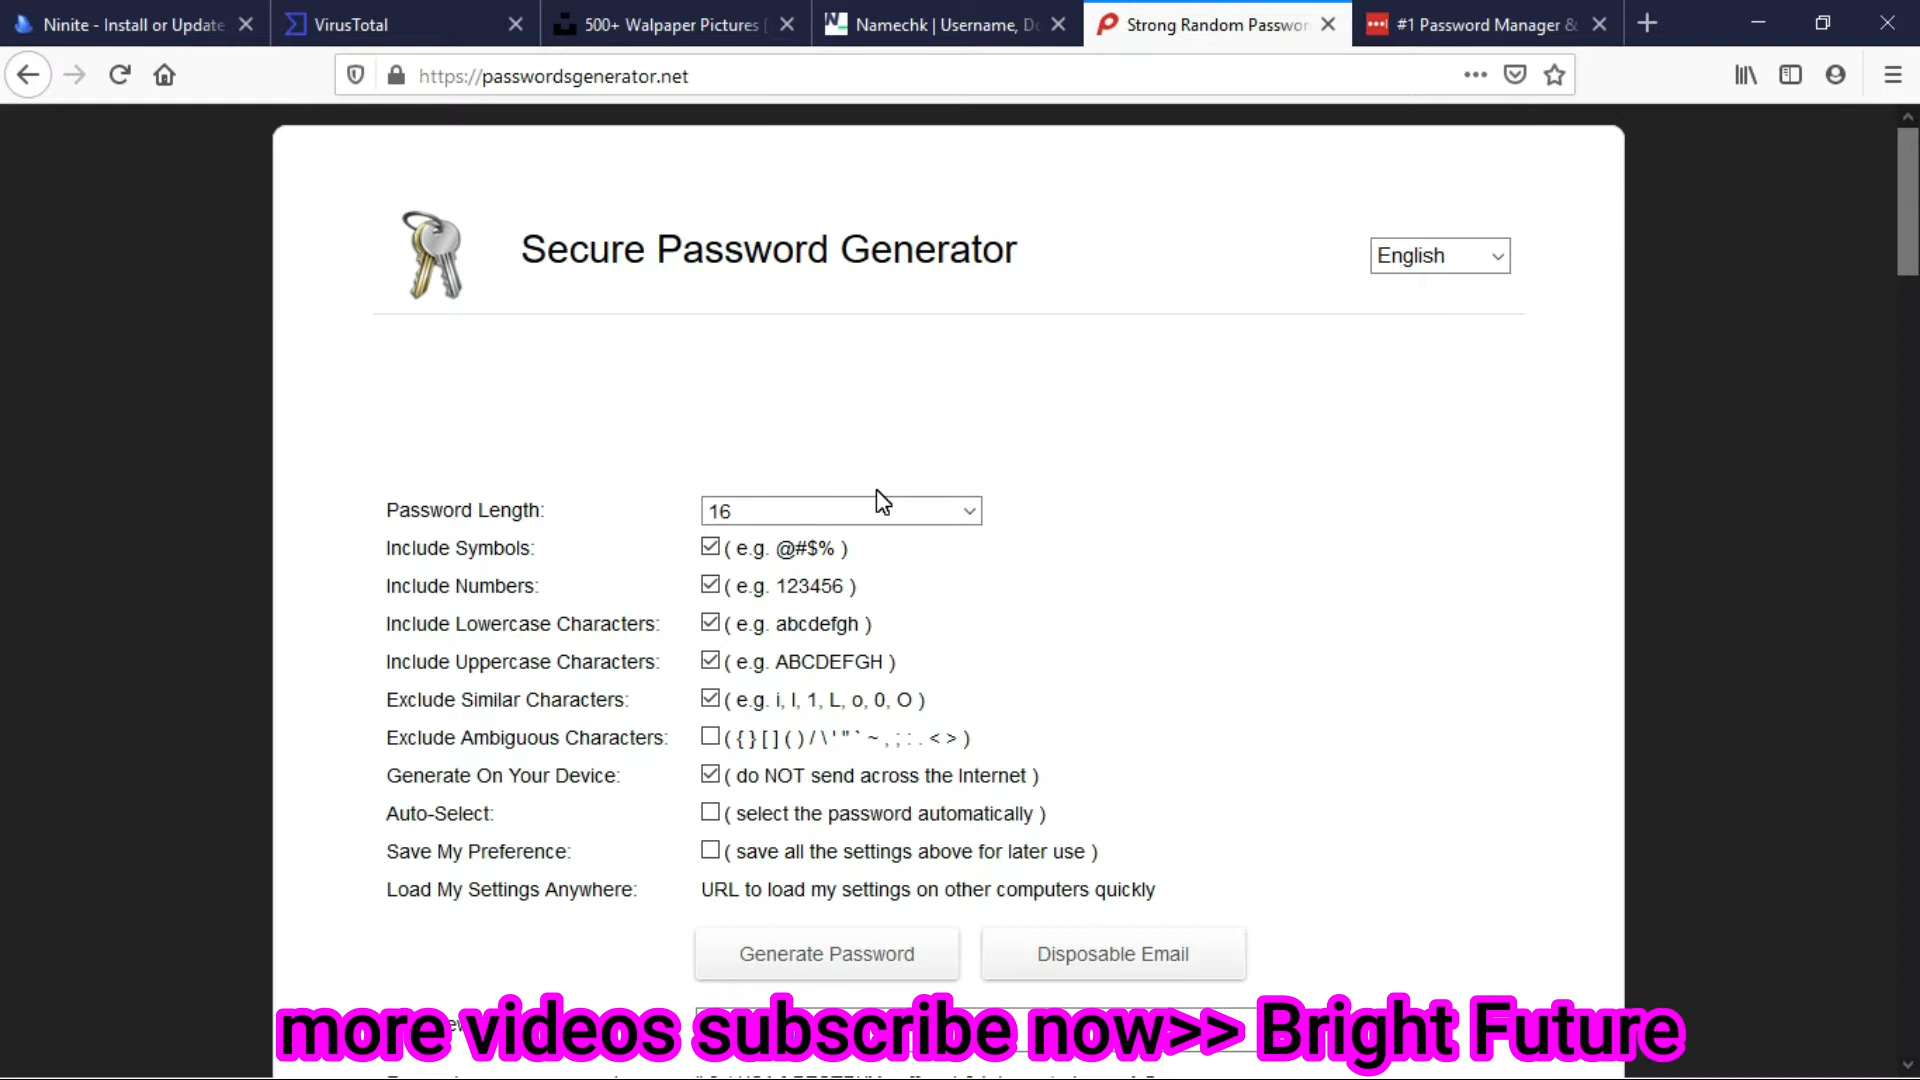 Ninite - Install or Update
VirusTotal
500+ Walpaper Pictures [
Namechk | Username, Do
Strong Random Passwor
#1 Password Manager &
https://passwordsgenerator.net
Secure Password Generator
English
Password Length:
16
Include Symbols:
( e.g. @#$% )
Include Numbers:
( e.g. 123456 )
Include Lowercase Characters:
( e.g. abcdefgh )
Include Uppercase Characters:
( e.g. ABCDEFGH )
Exclude Similar Characters:
( e.g. i, l, 1, L, o, 0, O )
Exclude Ambiguous Characters:
( { } [ ] ( ) / \ ' " ` ~ , ; : . < > )
Generate On Your Device:
( do NOT send across the Internet )
Auto-Select:
( select the password automatically )
Save My Preference:
( save all the settings above for later use )
Load My Settings Anywhere:
URL to load my settings on other computers quickly
Generate Password
Disposable Email
more videos subscribe now>> Bright Future